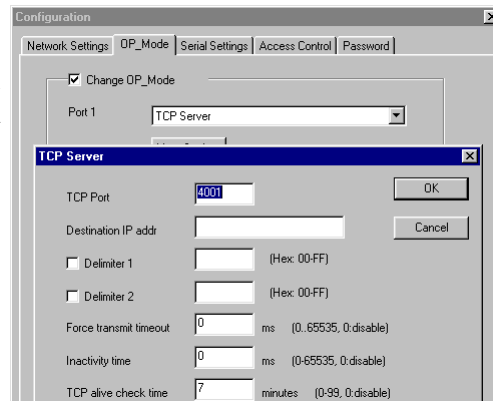 Configuration
Network Settings OP_Mode Serial Settings Access Control Password
Change OP_Mode
Port 1 TCP Server
TCP Server
TCP Port 4001 OK
Destination IP addr Cancel
Delimiter 1 (Hex: 00-FF)
Delimiter 2 (Hex: 00-FF)
Force transmit timeout 0 ms (0..65535, 0:disable)
Inactivity time 0 ms (0-65535, 0:disable)
TCP alive check time 7 minutes (0-99, 0:disable)